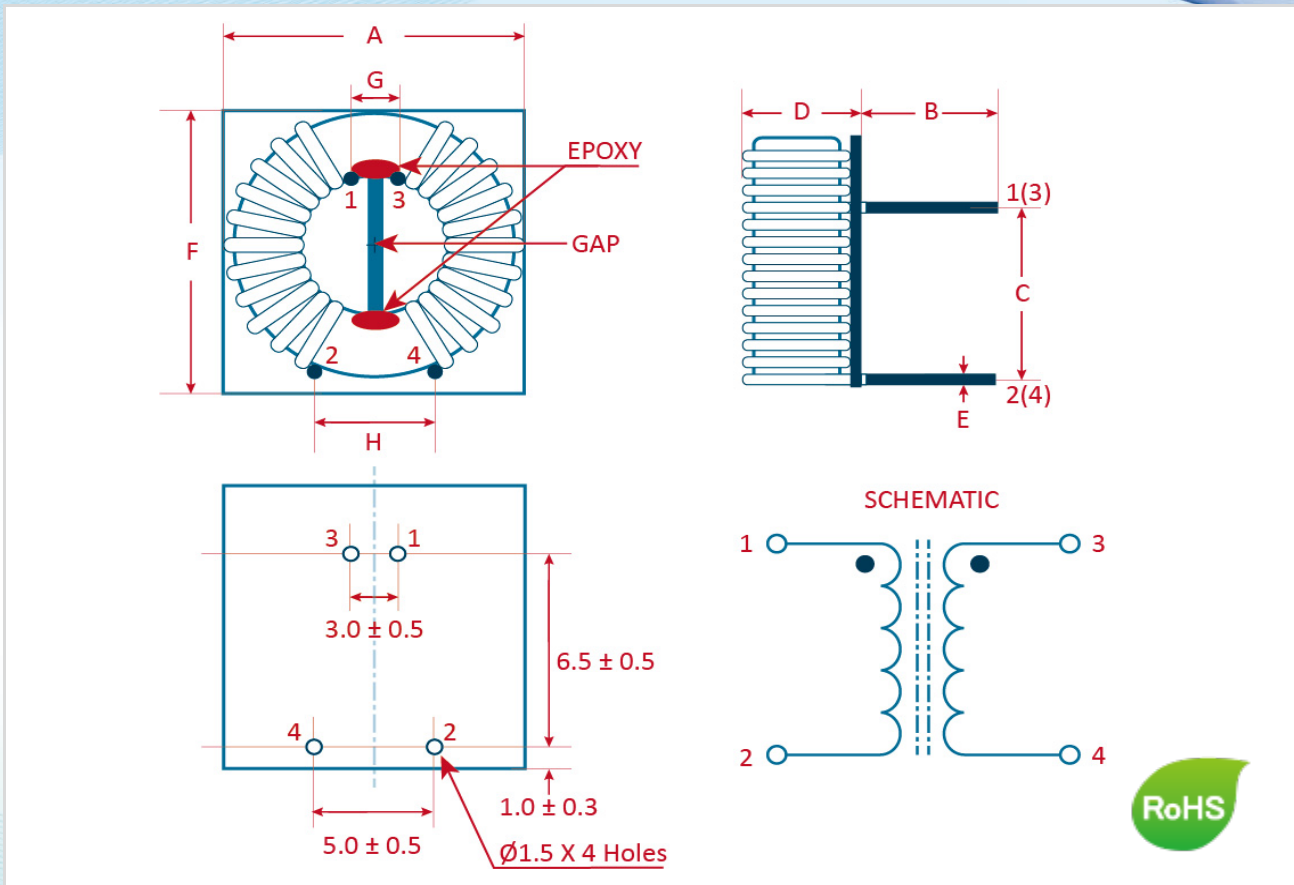 A
G
EPOXY
1 3
GAP
F
2 4
H
D B
1(3)
C
2(4)
E
3 1
3.0 ± 0.5
6.5 ± 0.5
4 2
1.0 ± 0.3
5.0 ± 0.5
Ø1.5 X 4 Holes
SCHEMATIC
1 3
2 4
RoHS